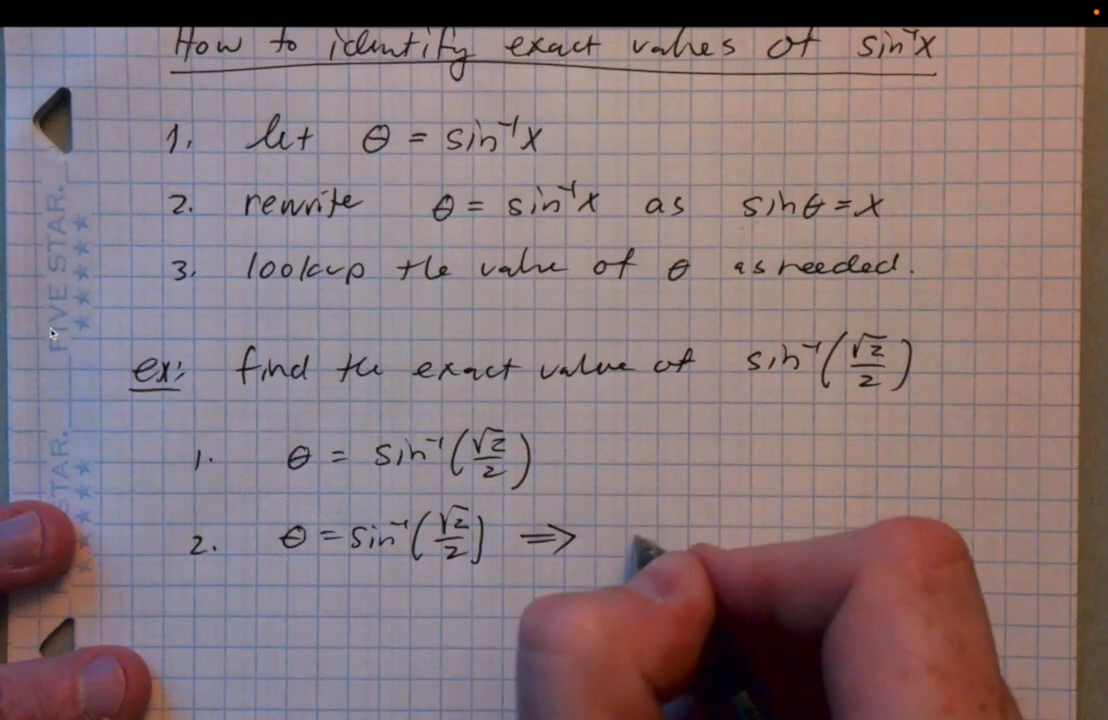 How to identify exact values of sin⁻¹x
1. let θ = sin⁻¹x
2. rewrite θ = sin⁻¹x as sinθ = x
3. lookup the value of θ as needed.
ex: find the exact value of sin⁻¹(√2/2)
1. θ = sin⁻¹(√2/2)
2. θ = sin⁻¹(√2/2) ⇒
FIVE STAR.
STAR.